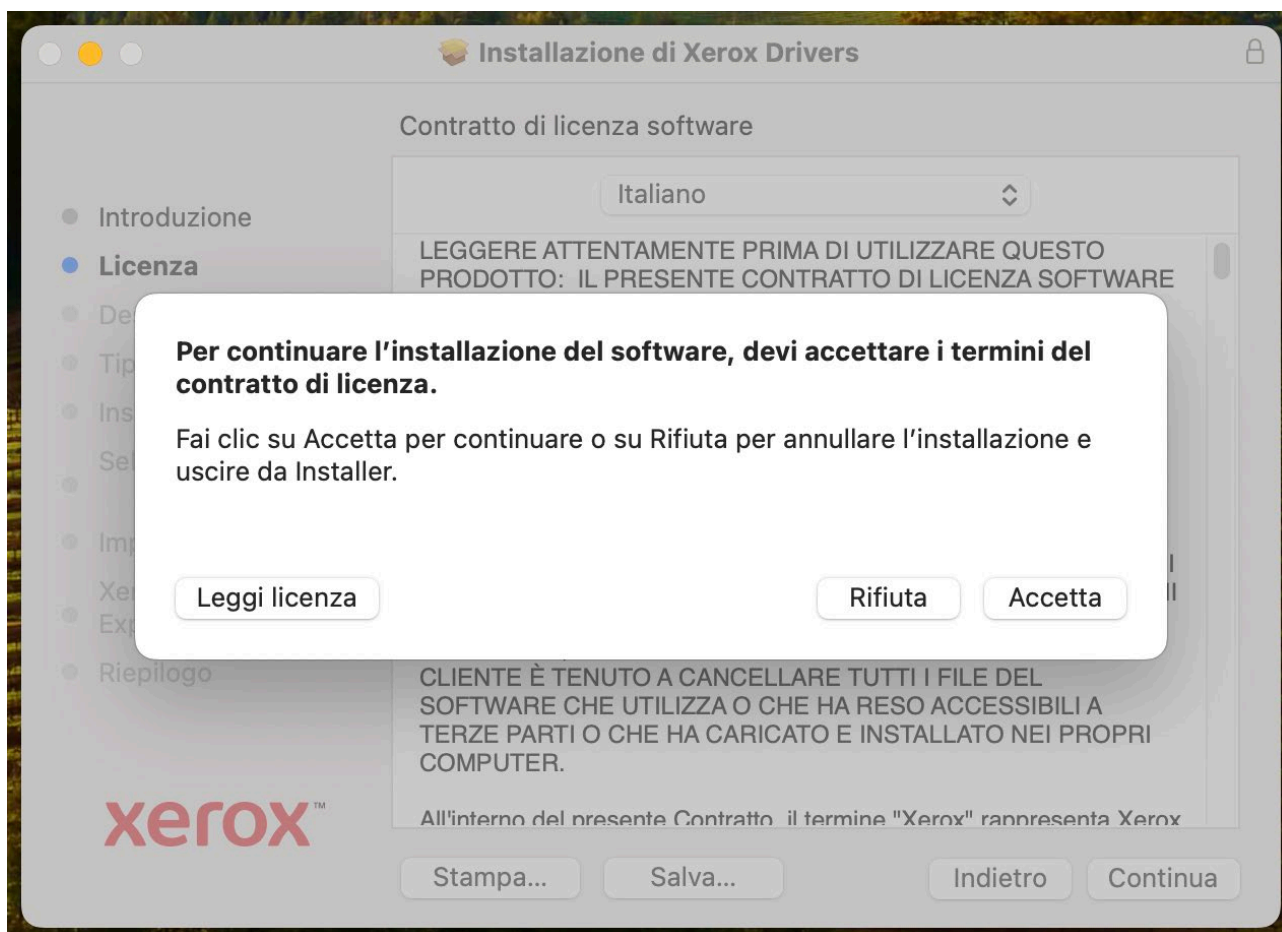 Installazione di Xerox Drivers
Contratto di licenza software
Italiano
Introduzione
Licenza
LEGGERE ATTENTAMENTE PRIMA DI UTILIZZARE QUESTO
PRODOTTO: IL PRESENTE CONTRATTO DI LICENZA SOFTWARE
Per continuare l’installazione del software, devi accettare i termini del
contratto di licenza.
Fai clic su Accetta per continuare o su Rifiuta per annullare l’installazione e
uscire da Installer.
Leggi licenza
Rifiuta
Accetta
Riepilogo
CLIENTE È TENUTO A CANCELLARE TUTTI I FILE DEL
SOFTWARE CHE UTILIZZA O CHE HA RESO ACCESSIBILI A
TERZE PARTI O CHE HA CARICATO E INSTALLATO NEI PROPRI
COMPUTER.
All'interno del presente Contratto, il termine "Xerox" rappresenta Xerox
xerox™
Stampa...
Salva...
Indietro
Continua